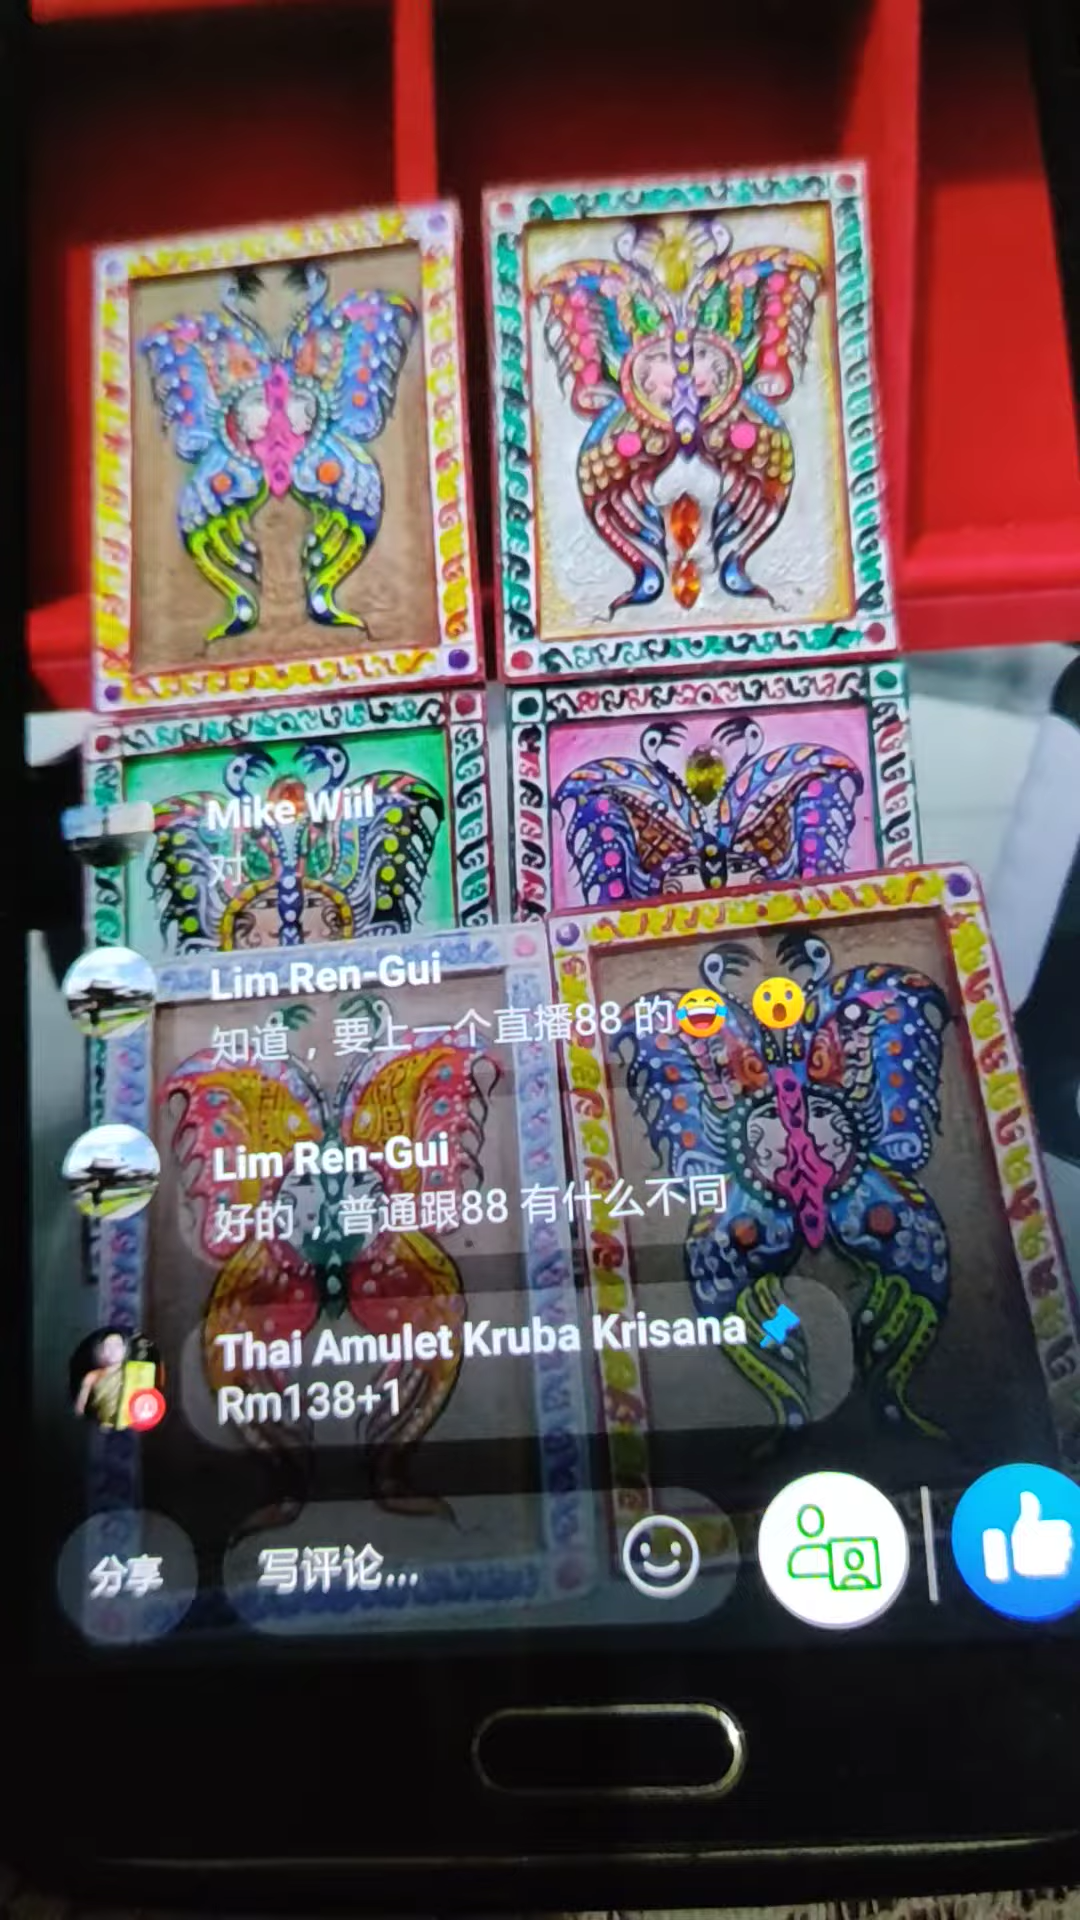 Mike Wiil
对
Lim Ren-Gui
知道，要上一个直播88 的😂 😮
Lim Ren-Gui
好的，普通跟88 有什么不同
Thai Amulet Kruba Krisana 📌
Rm138+1
分享
写评论...